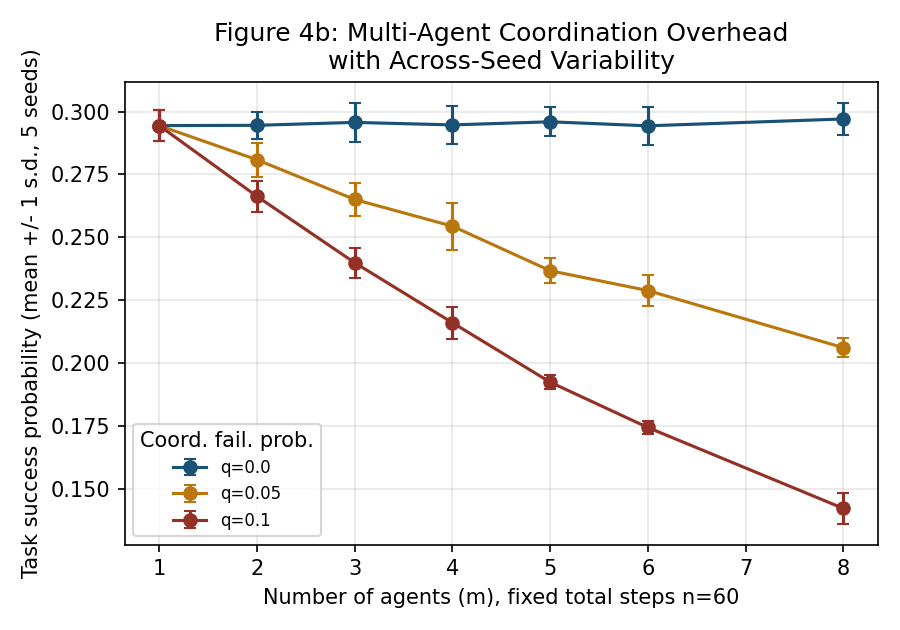 Figure 4b: Multi-Agent Coordination Overhead
with Across-Seed Variability
Task success probability (mean +/- 1 s.d., 5 seeds)
0.300
0.275
0.250
0.225
0.200
0.175
0.150
Coord. fail. prob.
q=0.0
q=0.05
q=0.1
1 2 3 4 5 6 7 8
Number of agents (m), fixed total steps n=60